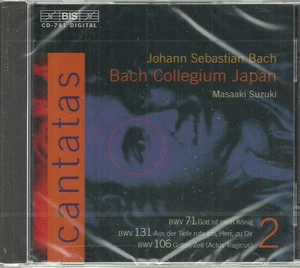 BIS
CD-781 DIGITAL
Johann Sebastian Bach
Bach Collegium Japan
Masaaki Suzuki
cantatas
BWV 71 Gott ist mein König
BWV 131 Aus der Tiefe rufe ich, Herr, zu Dir
BWV 106 Gottes Zeit (Actus Tragicus)
2